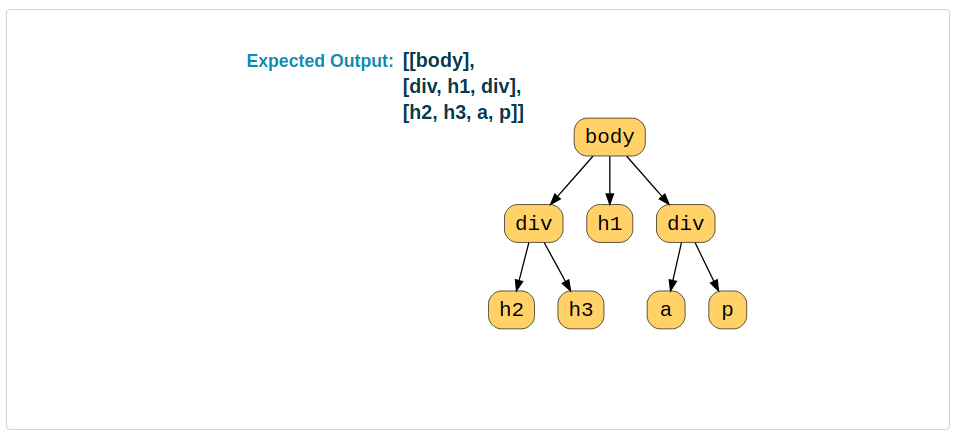 Expected Output: [[body],
[div, h1, div],
[h2, h3, a, p]]
body
div h1 div
h2 h3 a p